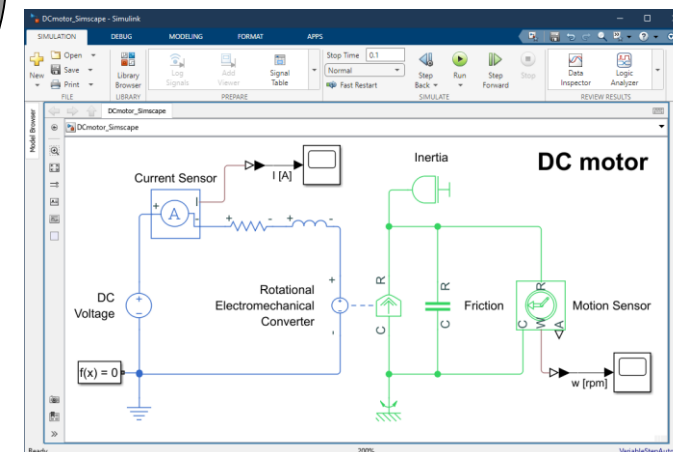 DCmotor_Simscape - Simulink
SIMULATION DEBUG MODELING FORMAT APPS
New
Open
Save
Print
FILE
Library
Browser
LIBRARY
Log
Signals
Add
Viewer
Signal
Table
PREPARE
Stop Time 0.1
Normal
Fast Restart
Step
Back
Run
Step
Forward
Stop
SIMULATE
Data
Inspector
Logic
Analyzer
REVIEW RESULTS
Model Browser
DCmotor_Simscape
DCmotor_Simscape
DC motor
Inertia
Current Sensor
I [A]
+ A I -
+ - + -
DC
Voltage
+
-
Rotational
Electromechanical
Converter
+
-
R
C
R
C
Friction
R
C W A
Motion Sensor
w [rpm]
f(x) = 0
Ready
200%
VariableStepAuto